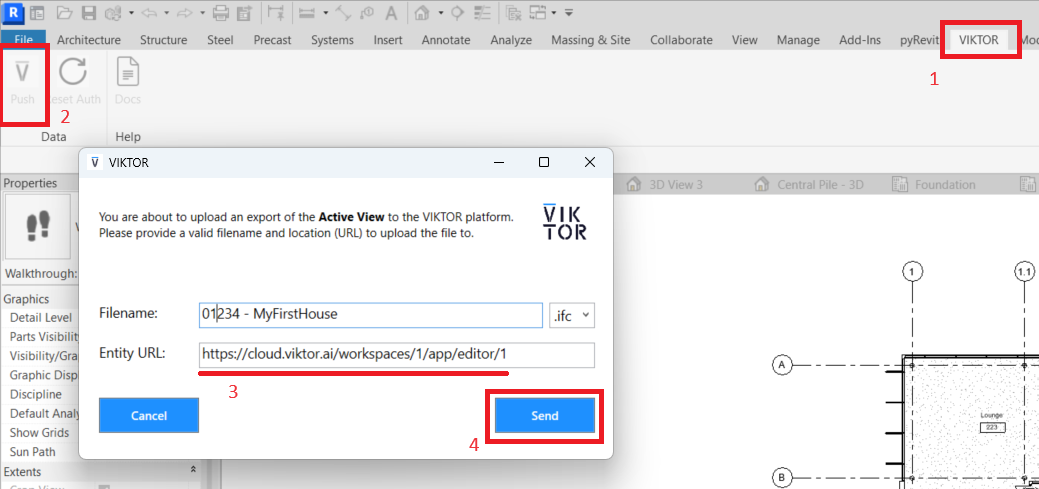 R
A
File Architecture Structure Steel Precast Systems Insert Annotate Analyze Massing & Site Collaborate View Manage Add-Ins pyRevit VIKTOR
1
Push
eset Auth
Docs
2
Data
Help
VIKTOR
Properties
3D View 3
Central Pile - 3D
Foundation
You are about to upload an export of the Active View to the VIKTOR platform.
Please provide a valid filename and location (URL) to upload the file to.
VIK
TOR
Walkthrough:
1
1.1
Graphics
Filename:
01234 - MyFirstHouse
.ifc
Detail Level
Parts Visibility
Entity URL:
https://cloud.viktor.ai/workspaces/1/app/editor/1
Visibility/Gra
A
Graphic Disp
3
Discipline
Default Analy
Cancel
Send
Lounge
223
Show Grids
4
Sun Path
Extents
B
Crop View